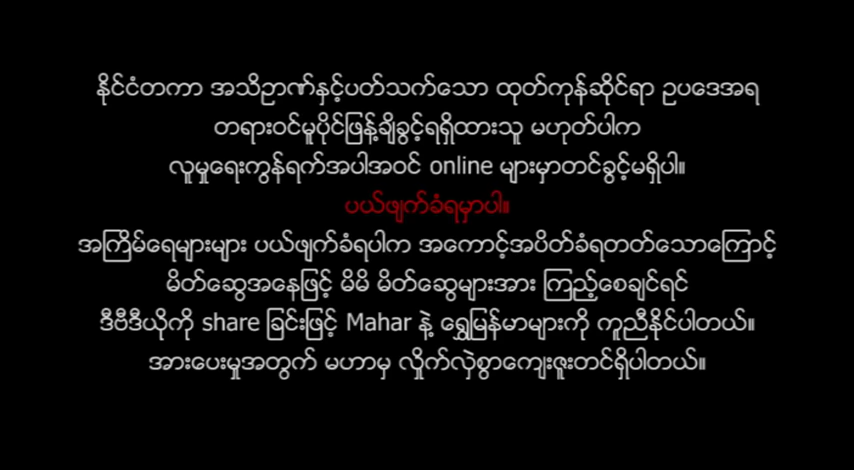 နိုင်ငံတကာ အသိဉာဏ်နှင့်ပတ်သက်သော ထုတ်ကုန်ဆိုင်ရာ ဥပဒေအရ
တရားဝင်မူပိုင်ဖြန့်ချိခွင့်ရရှိထားသူ မဟုတ်ပါက
လူမှုရေးကွန်ရက်အပါအဝင် online များမှာတင်ခွင့်မရှိပါ။
ပယ်ဖျက်ခံရမှာပါ။
အကြိမ်ရေများများ ပယ်ဖျက်ခံရပါက အကောင့်အပိတ်ခံရတတ်သောကြောင့်
မိတ်ဆွေအနေဖြင့် မိမိ မိတ်ဆွေများအား ကြည့်စေချင်ရင်
ဒီဗီဒီယိုကို share ခြင်းဖြင့် Mahar နဲ့ ရွှေမြန်မာများကို ကူညီနိုင်ပါတယ်။
အားပေးမှုအတွက် မဟာမှ လှိုက်လှဲစွာကျေးဇူးတင်ရှိပါတယ်။